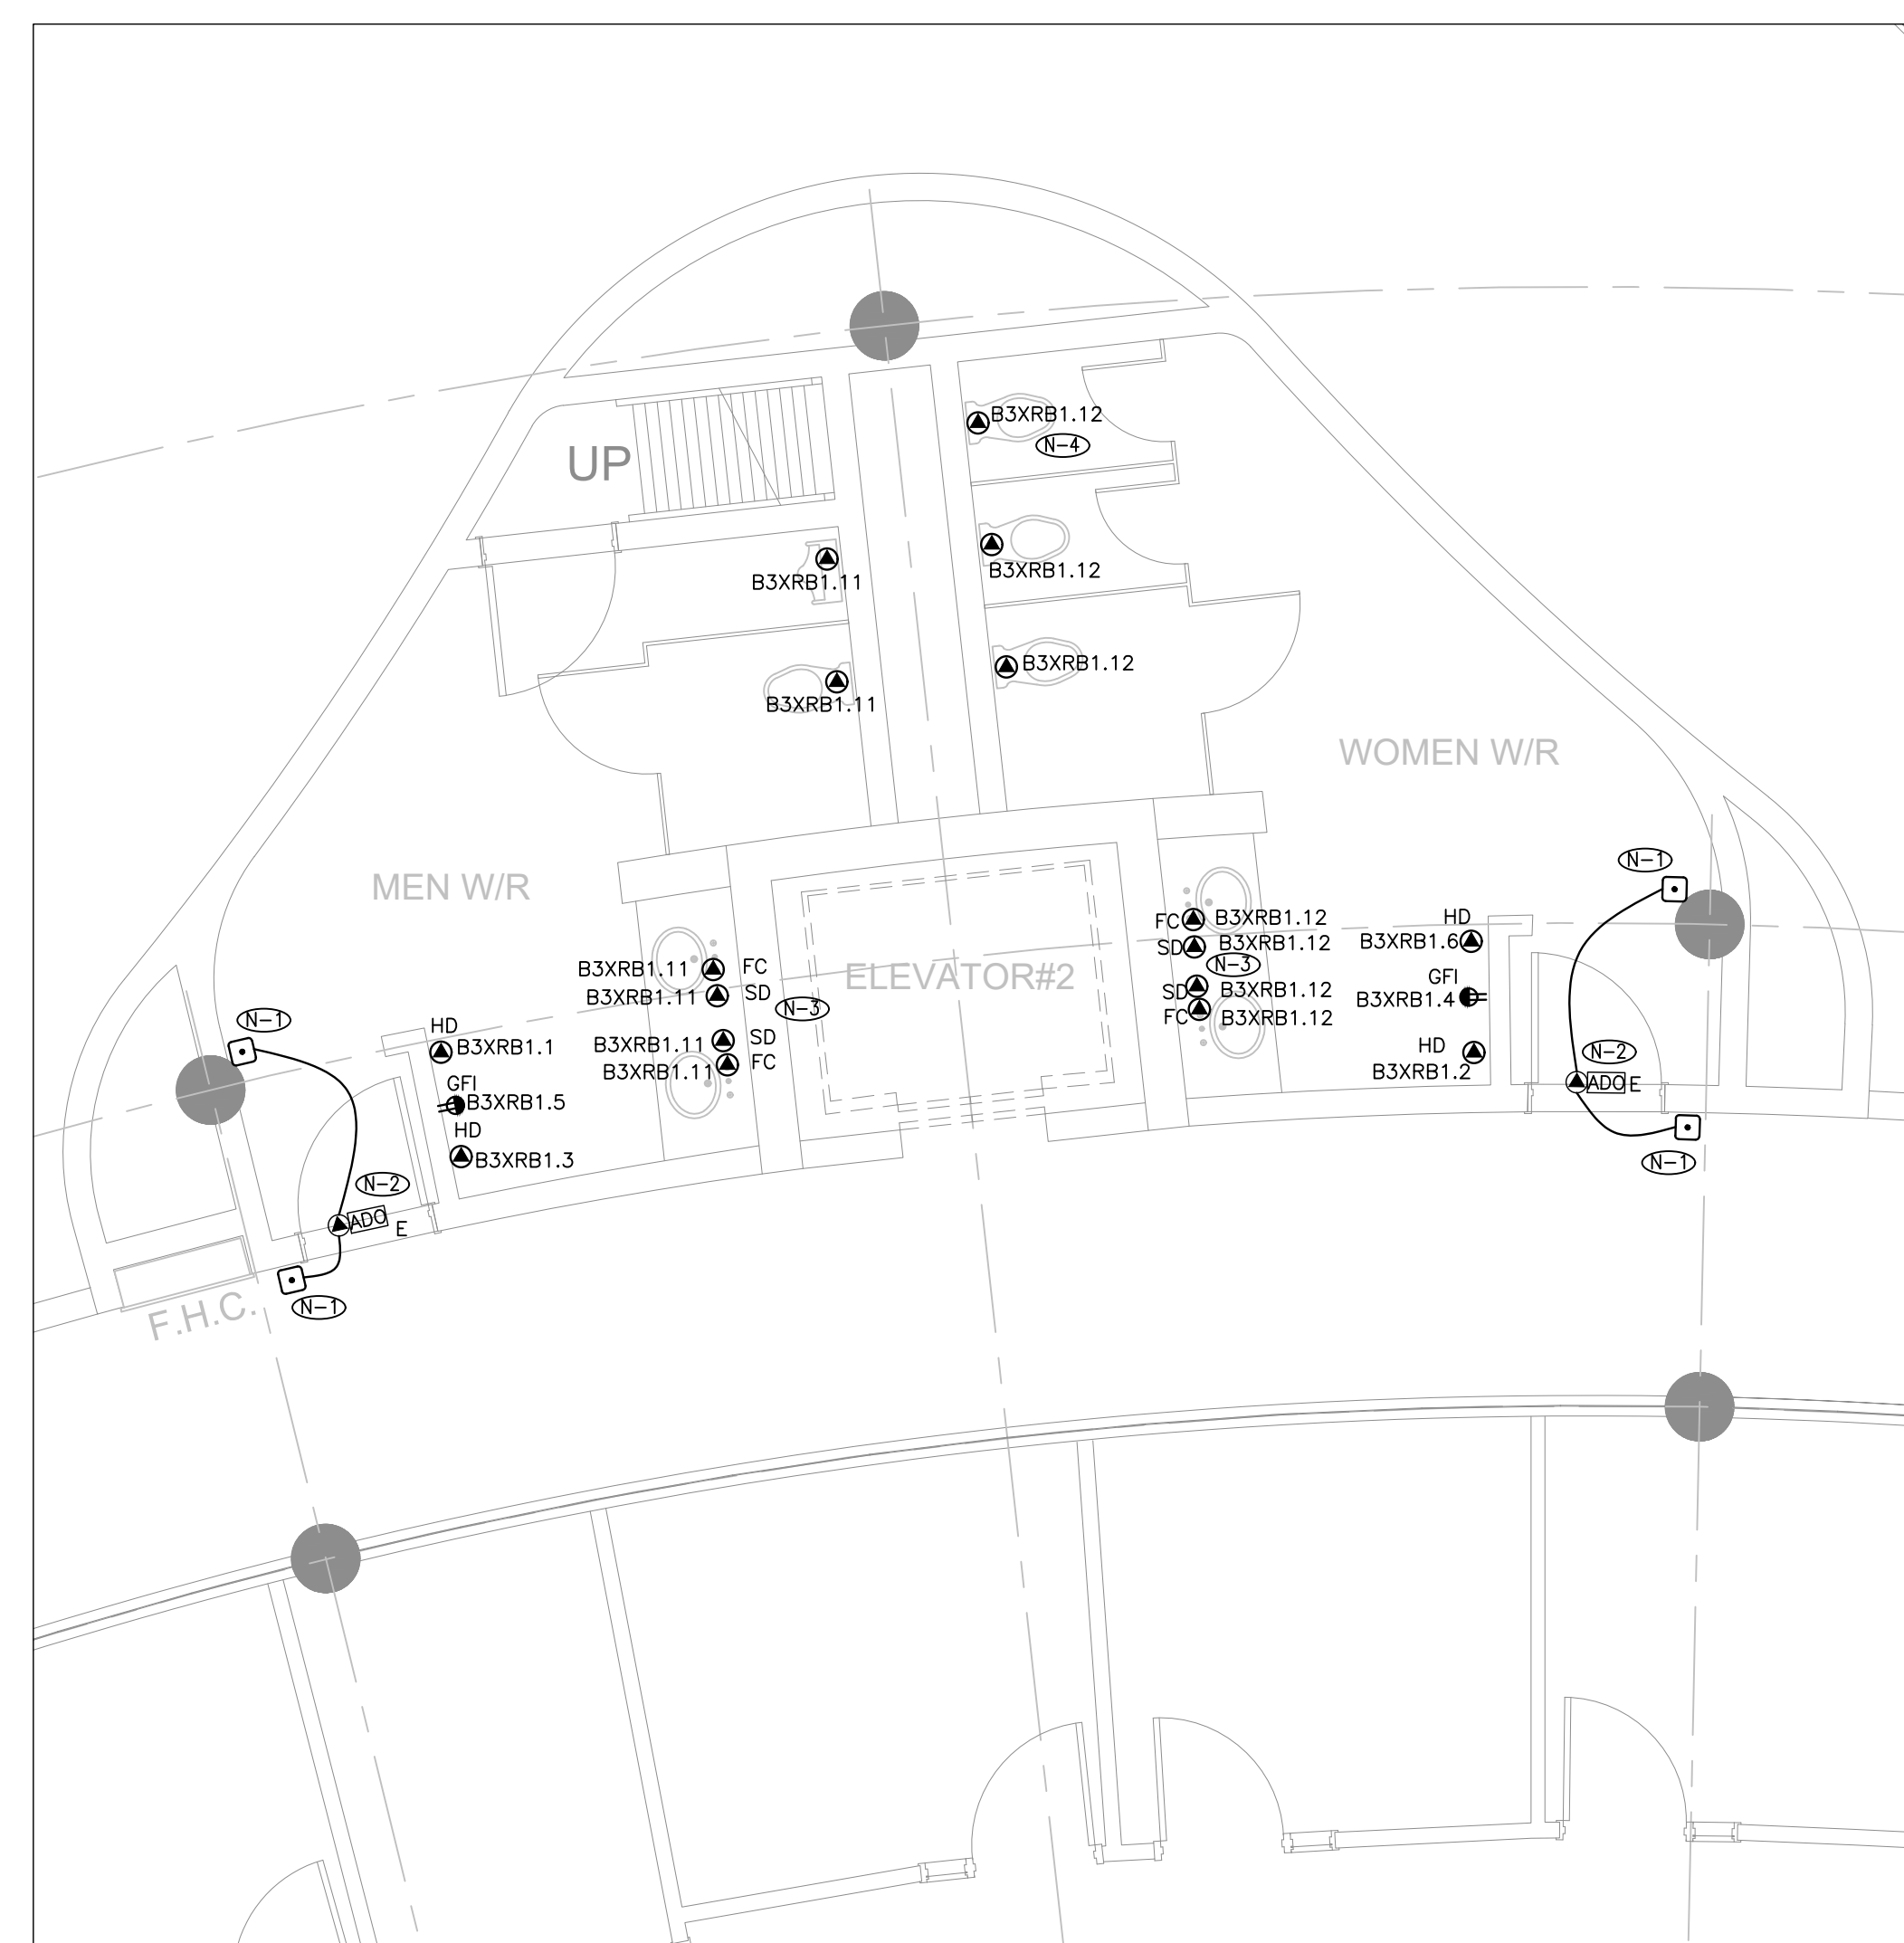 B3XRB1.12
N-4
UP
B3XRB1.11
B3XRB1.12
B3XRB1.12
B3XRB1.11
WOMEN W/R
MEN W/R
N-1
FC B3XRB1.12
HD
SD B3XRB1.12
B3XRB1.6
N-3
B3XRB1.11 FC
ELEVATOR#2
GFI
SD B3XRB1.12
B3XRB1.11 SD
B3XRB1.4
N-3
FC B3XRB1.12
N-1
HD
B3XRB1.1
B3XRB1.11 SD
B3XRB1.11 FC
HD
B3XRB1.2
N-2
ADO E
GFI
B3XRB1.5
HD
B3XRB1.3
N-1
N-2
ADO E
F.H.C.
N-1